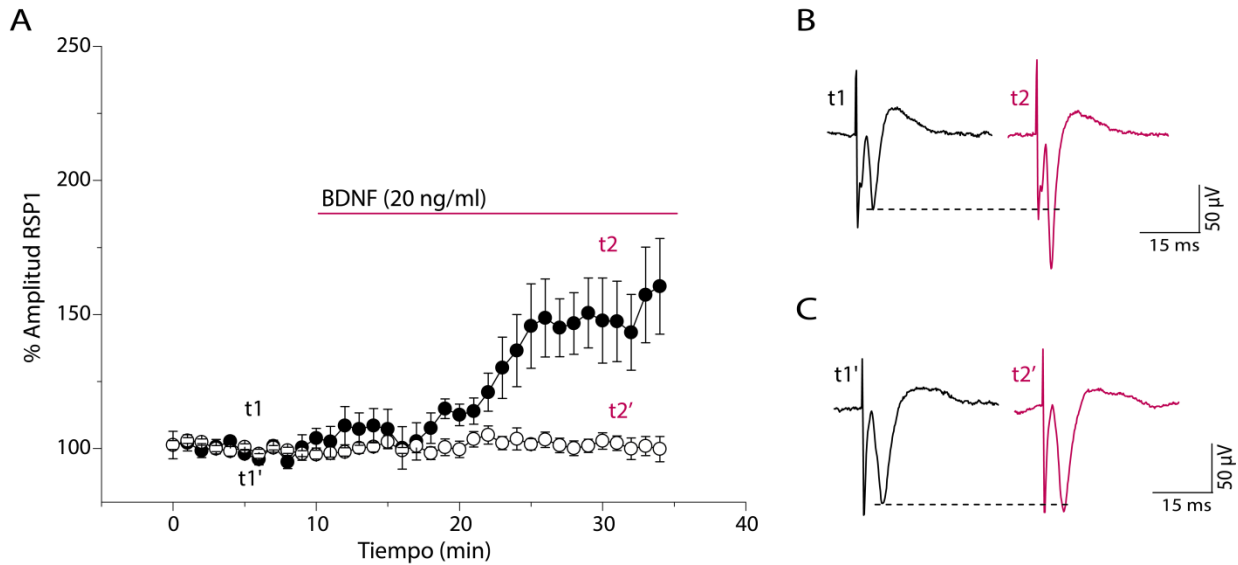 A
250
200
150
100
% Amplitud RSP1
BDNF (20 ng/ml)
t2
t1
t2’
t1'
0
10
20
30
40
Tiempo (min)
B
t1
t2
50 µV
15 ms
C
t1'
t2’
50 µV
15 ms